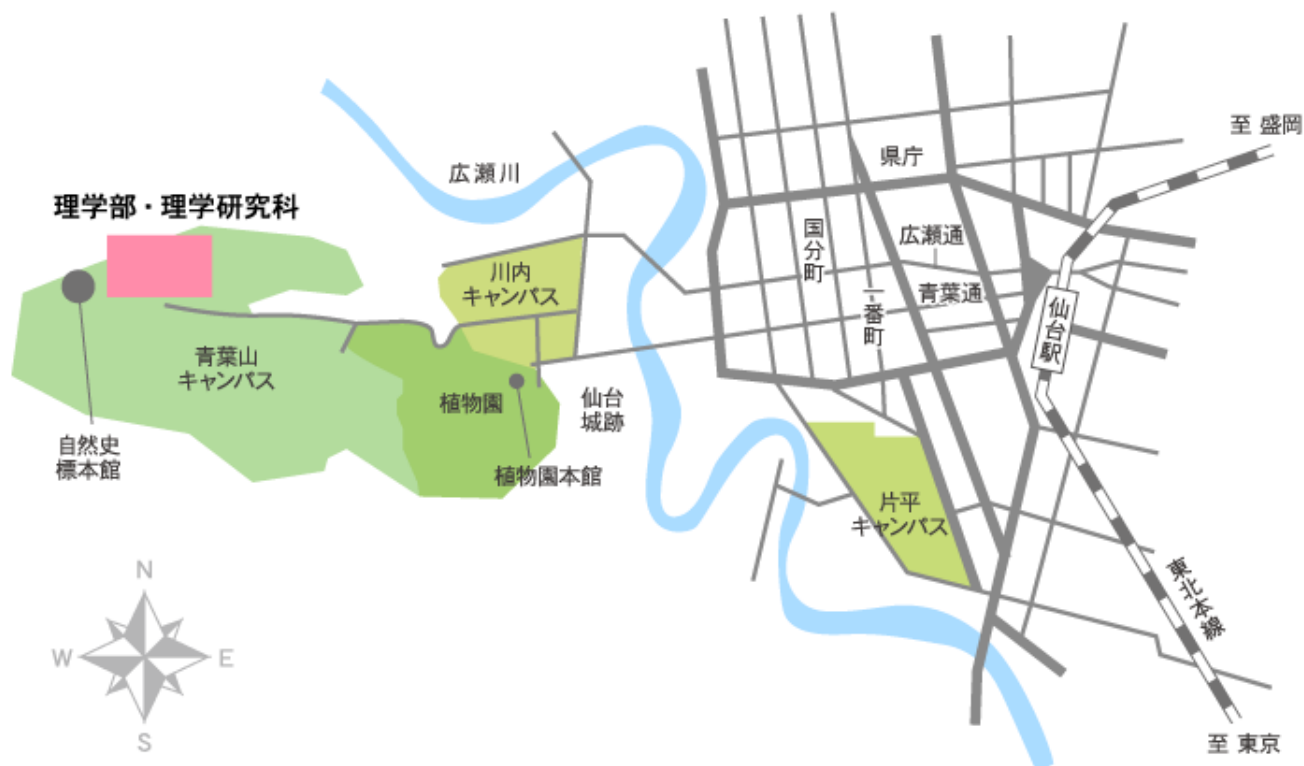 至 盛岡
県庁
広瀬川
理学部・理学研究科
国分町
広瀬通
川内
キャンパス
青葉通
一番町
仙台駅
青葉山
キャンパス
植物園
仙台
城跡
自然史
標本館
植物園本館
片平
キャンパス
東北本線
N
W
E
S
至 東京